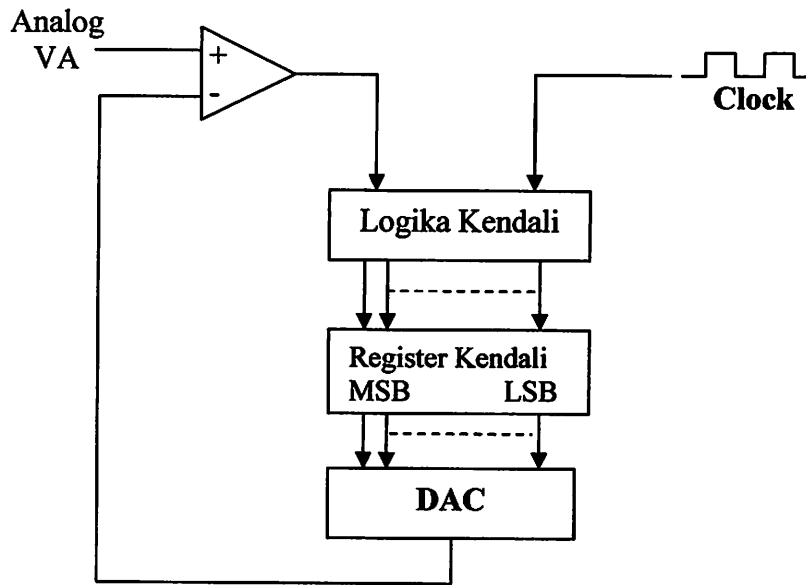 Analog
VA
+
-
Clock
Logika Kendali
Register Kendali
MSB LSB
DAC